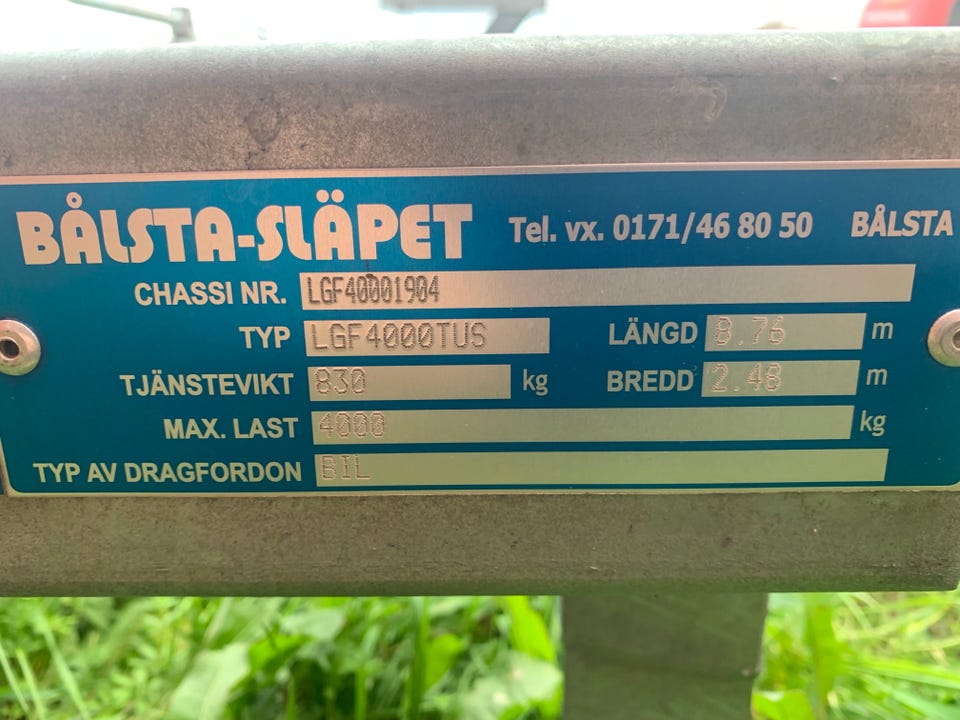 BÅLSTA-SLÄPET Tel. vx. 0171/46 80 50 BÅLSTA
CHASSI NR. LGF40001904
TYP LGF4000TUS LÄNGD 8.76 m
TJÄNSTEVIKT 830 kg BREDD 2.48 m
MAX. LAST 4000 kg
TYP AV DRAGFORDON BIL